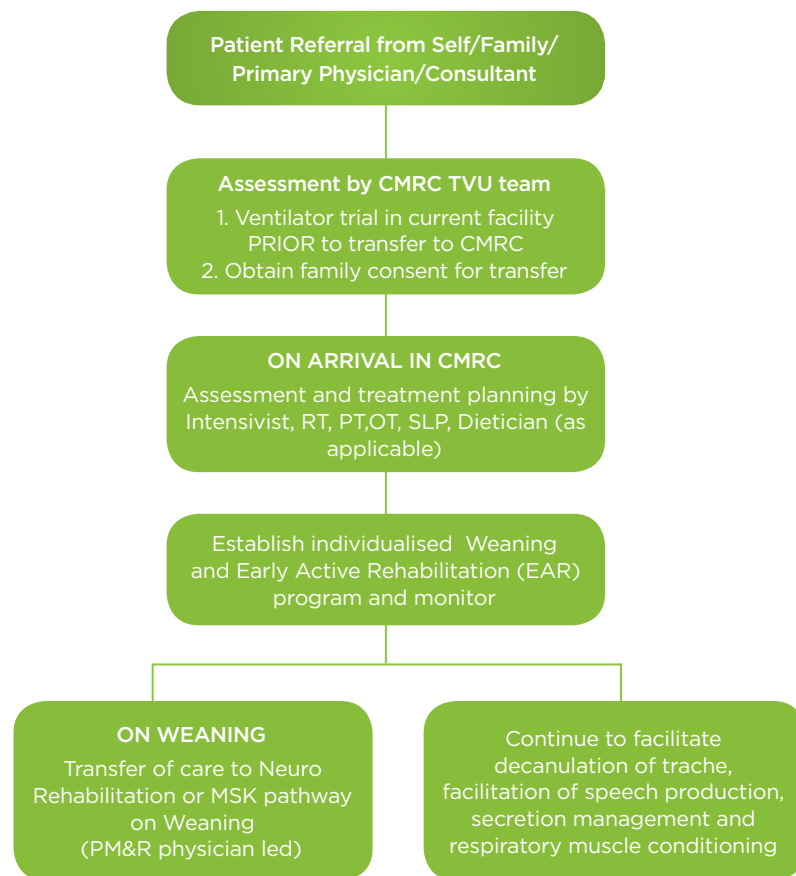 Patient Referral from Self/Family/
Primary Physician/Consultant
Assessment by CMRC TVU team
1. Ventilator trial in current facility
PRIOR to transfer to CMRC
2. Obtain family consent for transfer
ON ARRIVAL IN CMRC
Assessment and treatment planning by
Intensivist, RT, PT,OT, SLP, Dietician (as
applicable)
Establish individualised Weaning
and Early Active Rehabilitation (EAR)
program and monitor
ON WEANING
Transfer of care to Neuro
Rehabilitation or MSK pathway
on Weaning
(PM&R physician led)
Continue to facilitate
decanulation of trache,
facilitation of speech production,
secretion management and
respiratory muscle conditioning